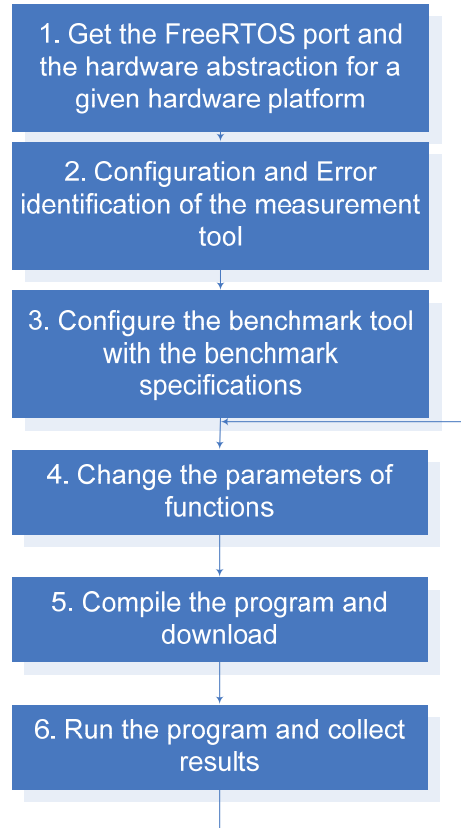 1. Get the FreeRTOS port and
the hardware abstraction for a
given hardware platform
2. Configuration and Error
identification of the measurement
tool
3. Configure the benchmark tool
with the benchmark
specifications
4. Change the parameters of
functions
5. Compile the program and
download
6. Run the program and collect
results